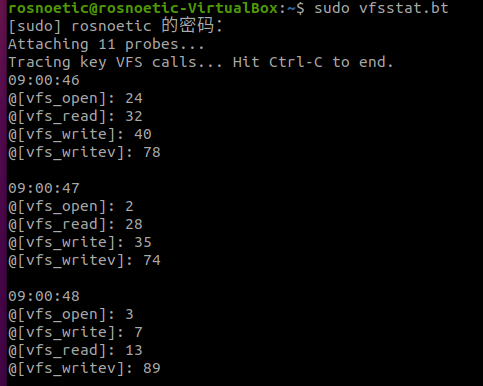 rosnoetic@rosnoetic-VirtualBox:~$ sudo vfsstat.bt
[sudo] rosnoetic 的密码：
Attaching 11 probes...
Tracing key VFS calls... Hit Ctrl-C to end.
09:00:46
@[vfs_open]: 24
@[vfs_read]: 32
@[vfs_write]: 40
@[vfs_writev]: 78

09:00:47
@[vfs_open]: 2
@[vfs_read]: 28
@[vfs_write]: 35
@[vfs_writev]: 74

09:00:48
@[vfs_open]: 3
@[vfs_write]: 7
@[vfs_read]: 13
@[vfs_writev]: 89